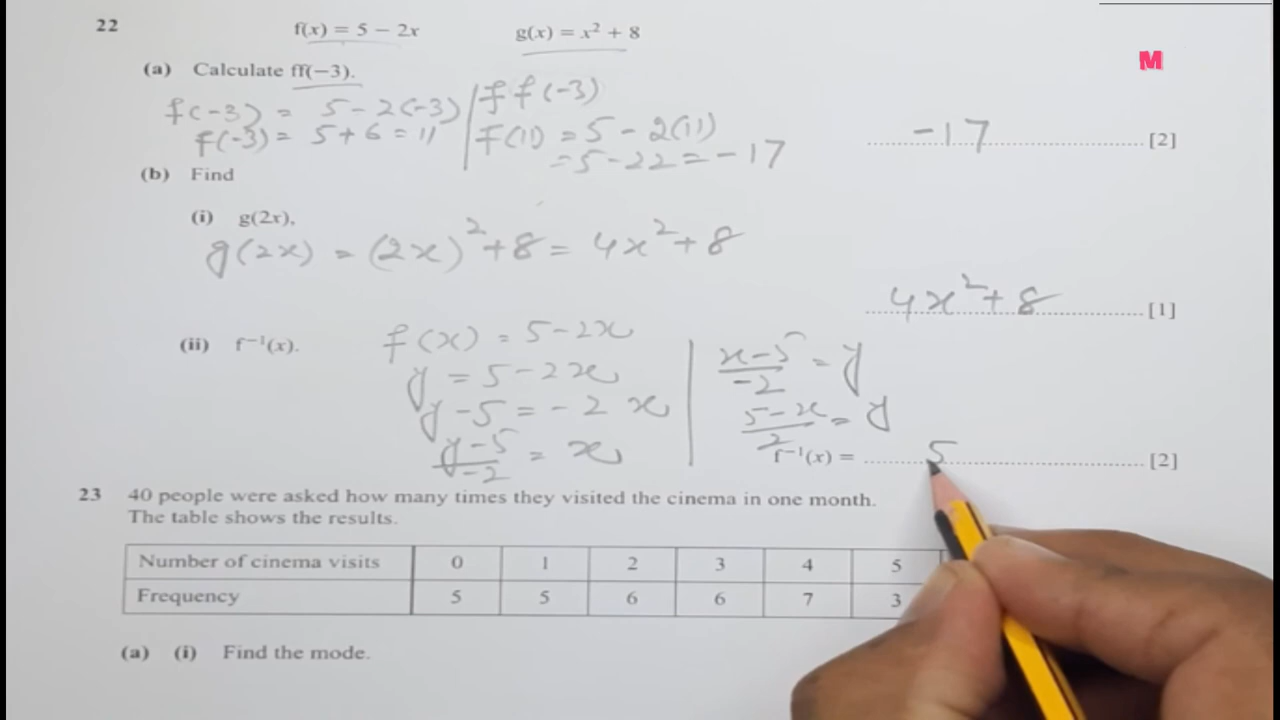 22 f(x) = 5 − 2x g(x) = x² + 8
M
(a) Calculate ff(−3).
f(-3) = 5-2(-3)
f(-3) = 5+6 = 11
f f(-3)
f(11) = 5 - 2(11)
= 5-22 = -17
-17 [2]
(b) Find
(i) g(2x),
g(2x) = (2x)² + 8 = 4x² + 8
4x² + 8 [1]
(ii) f⁻¹(x).
f(x) = 5-2x
y = 5-2x
y-5 = -2x
y-5/-2 = x
x-5/-2 = y
5-x/2 = y
f⁻¹(x) = 5 [2]
23 40 people were asked how many times they visited the cinema in one month.
The table shows the results.
Number of cinema visits 0 1 2 3 4 5
Frequency 5 5 6 6 7 3
(a) (i) Find the mode.